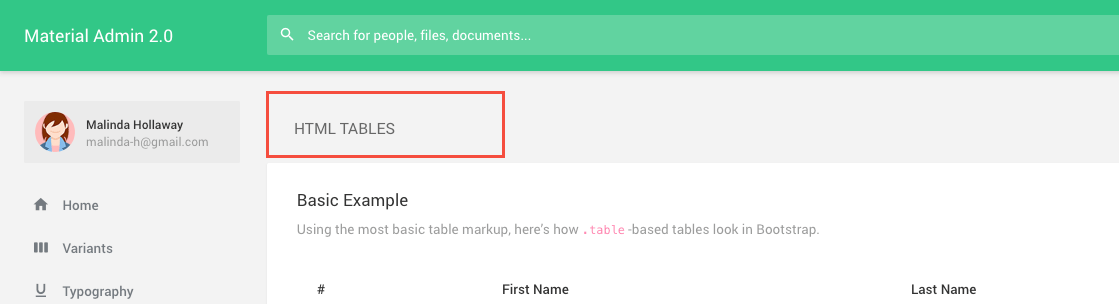 Material Admin 2.0
Search for people, files, documents...
Malinda Hollaway
malinda-h@gmail.com
HTML TABLES
Home
Variants
Typography
Basic Example
Using the most basic table markup, here's how .table -based tables look in Bootstrap.
# First Name Last Name